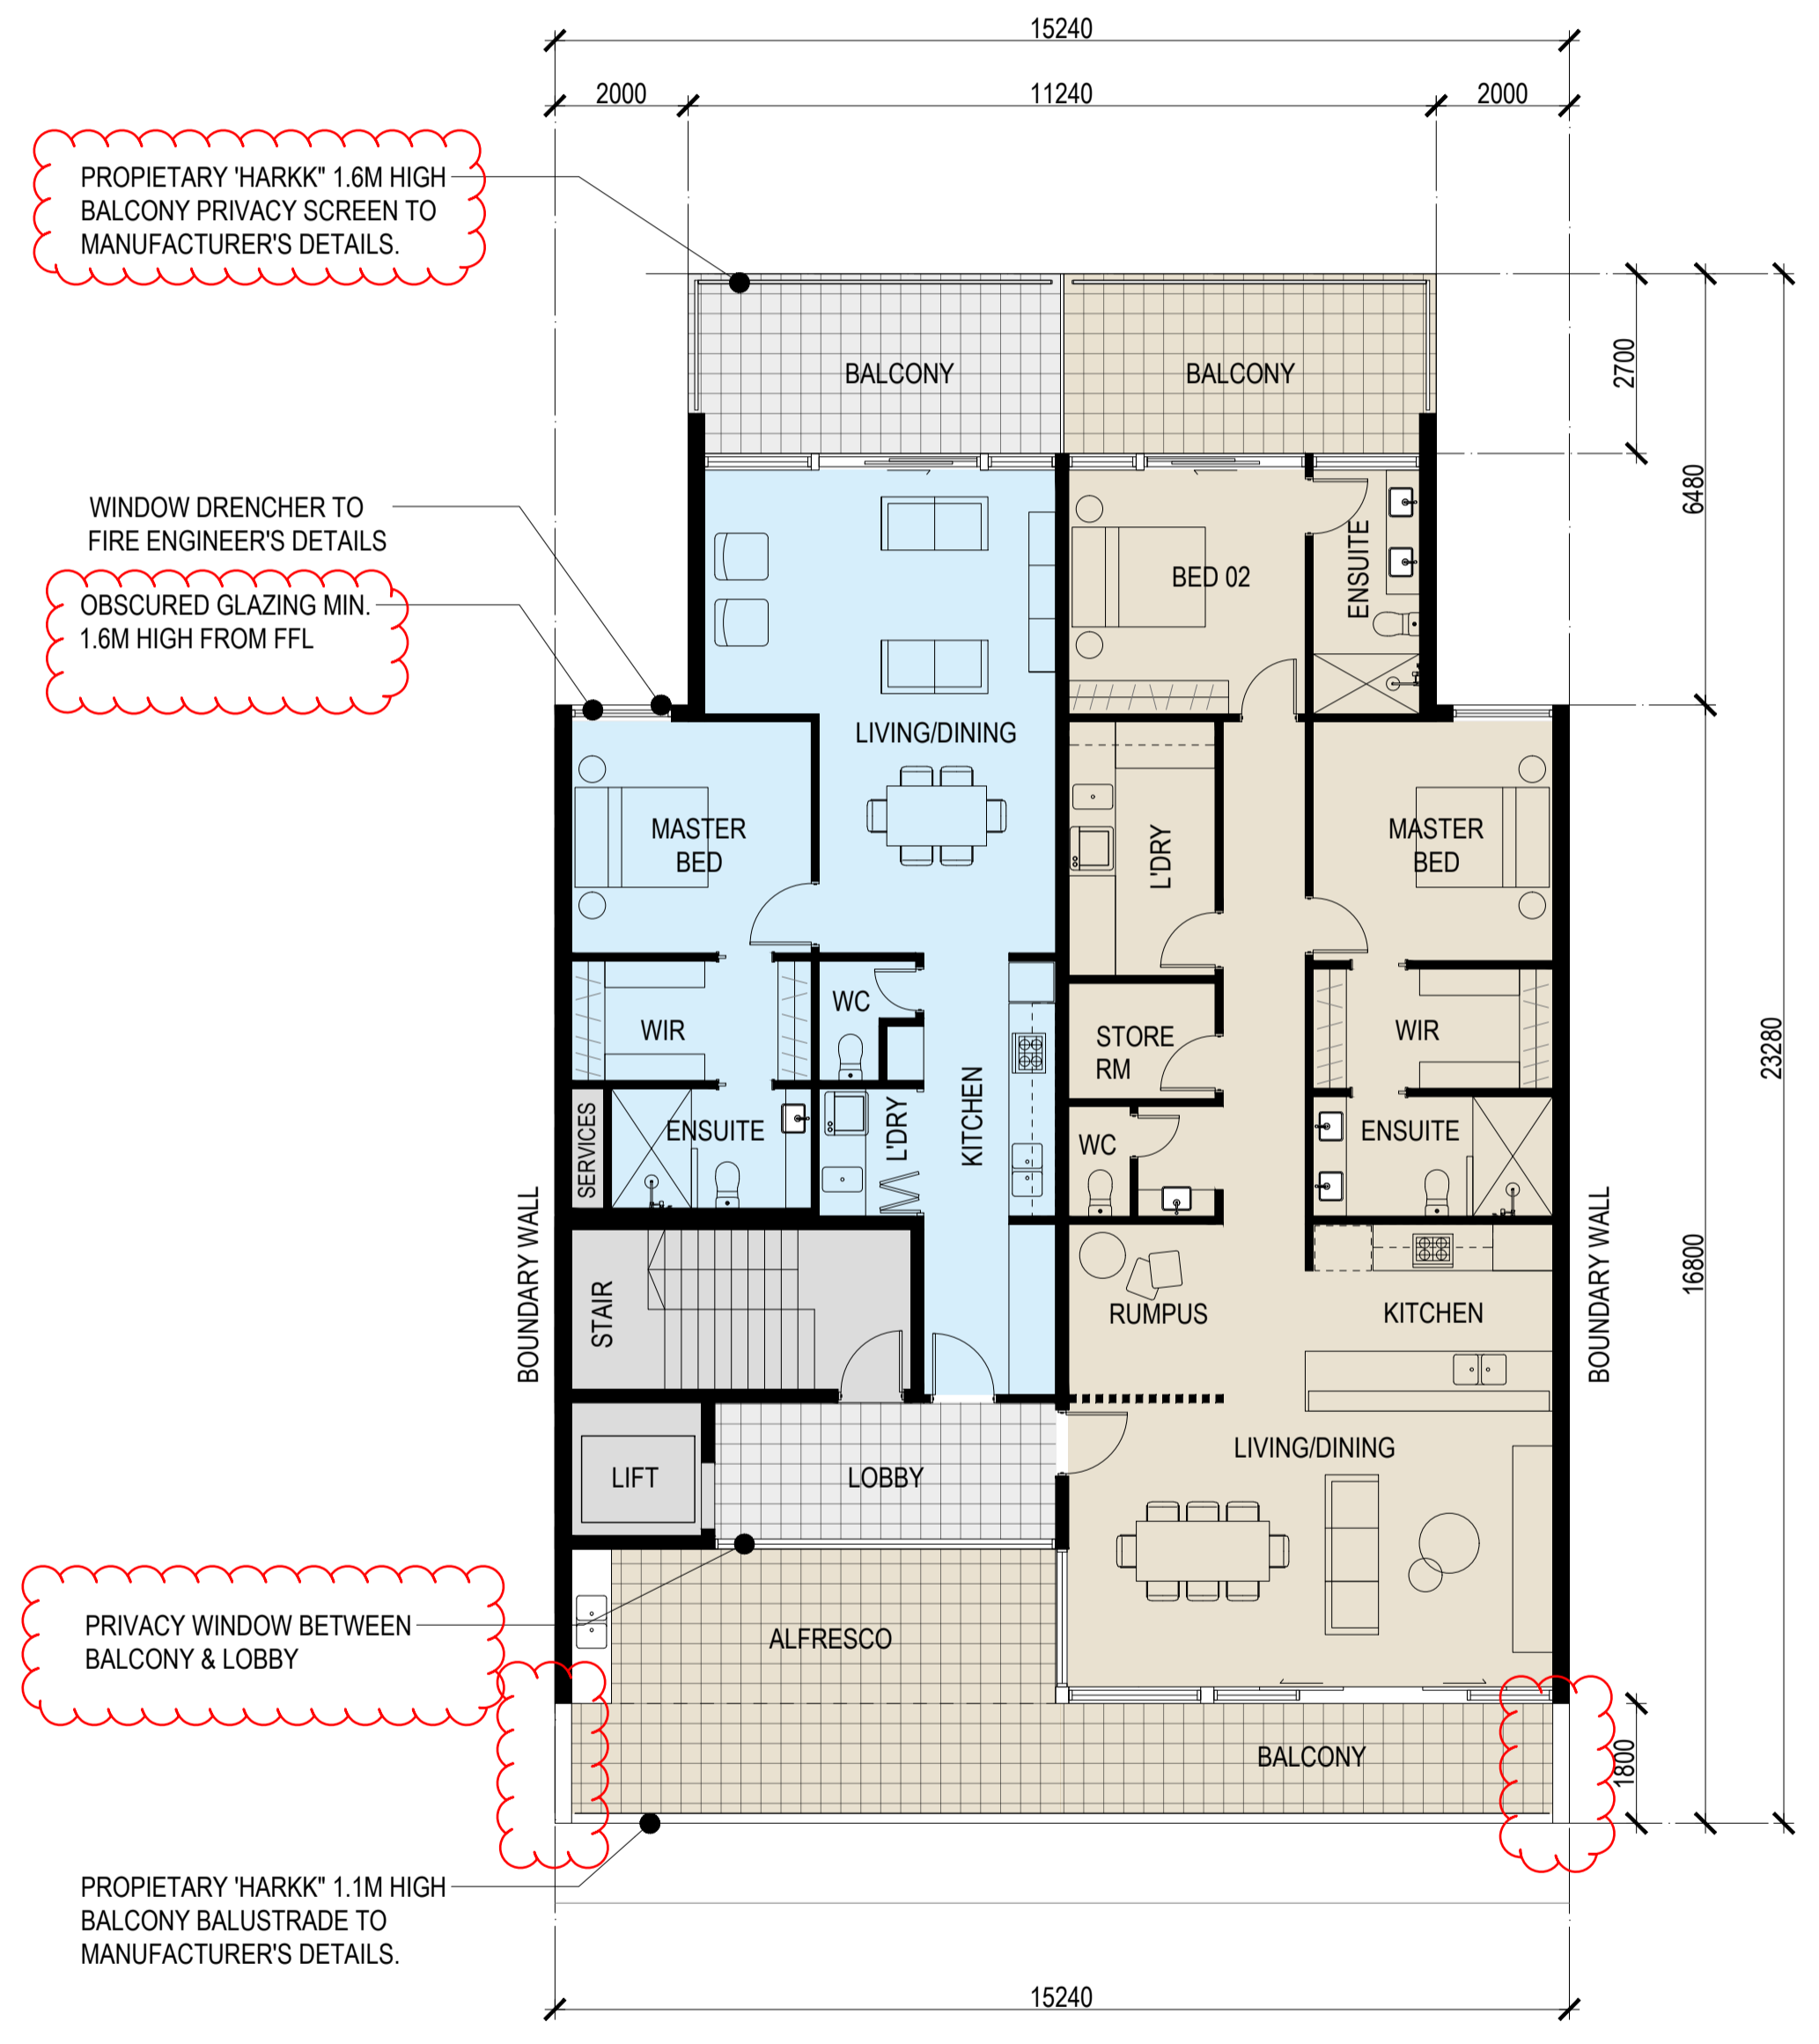 15240
2000
11240
2000
PROPIETARY 'HARKK" 1.6M HIGH
BALCONY PRIVACY SCREEN TO
MANUFACTURER'S DETAILS.
BALCONY
BALCONY
2700
6480
23280
WINDOW DRENCHER TO
FIRE ENGINEER'S DETAILS
OBSCURED GLAZING MIN.
1.6M HIGH FROM FFL
BED 02
ENSUITE
LIVING/DINING
MASTER
BED
L'DRY
MASTER
BED
WIR
WC
STORE
RM
WIR
KITCHEN
SERVICES
ENSUITE
L'DRY
WC
ENSUITE
BOUNDARY WALL
STAIR
RUMPUS
KITCHEN
BOUNDARY WALL
16800
LIFT
LOBBY
LIVING/DINING
PRIVACY WINDOW BETWEEN
BALCONY & LOBBY
ALFRESCO
BALCONY
1800
PROPIETARY 'HARKK" 1.1M HIGH
BALCONY BALUSTRADE TO
MANUFACTURER'S DETAILS.
15240